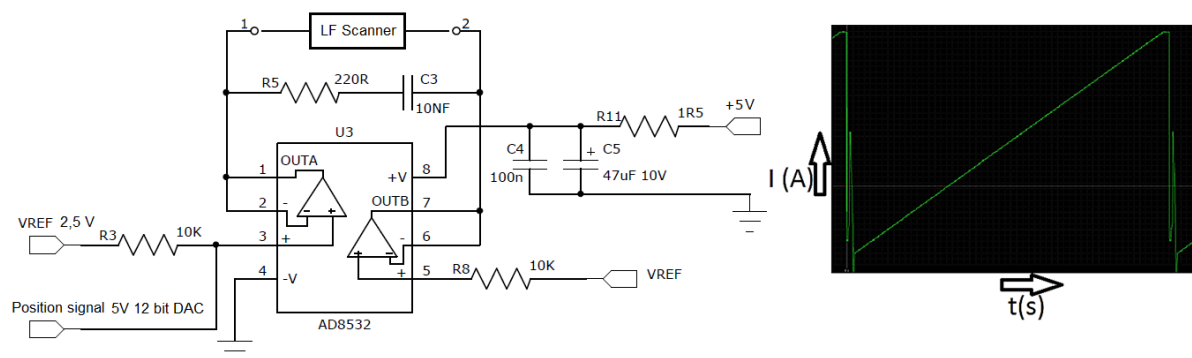 1
LF Scanner
2
R5
220R
C3
10NF
U3
R11
1R5
+5V
C4
100n
+
C5
47uF 10V
OUTA
1
+V
8
2
-
-
+
OUTB
7
VREF 2,5 V
R3
10K
3
+
-
6
+
-
+
5
R8
10K
VREF
4
-V
Position signal 5V 12 bit DAC
AD8532
I (A)
t(s)